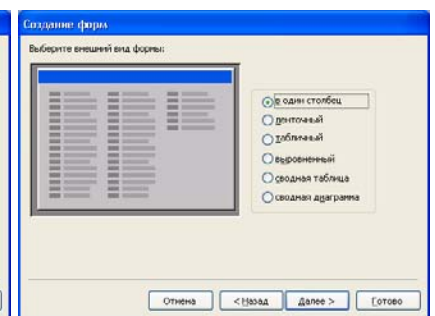 Создание форм
Выберите внешний вид формы:
в один столбец
ленточный
табличный
выровненный
сводная таблица
сводная диаграмма
Отмена
< Назад
Далее >
Готово